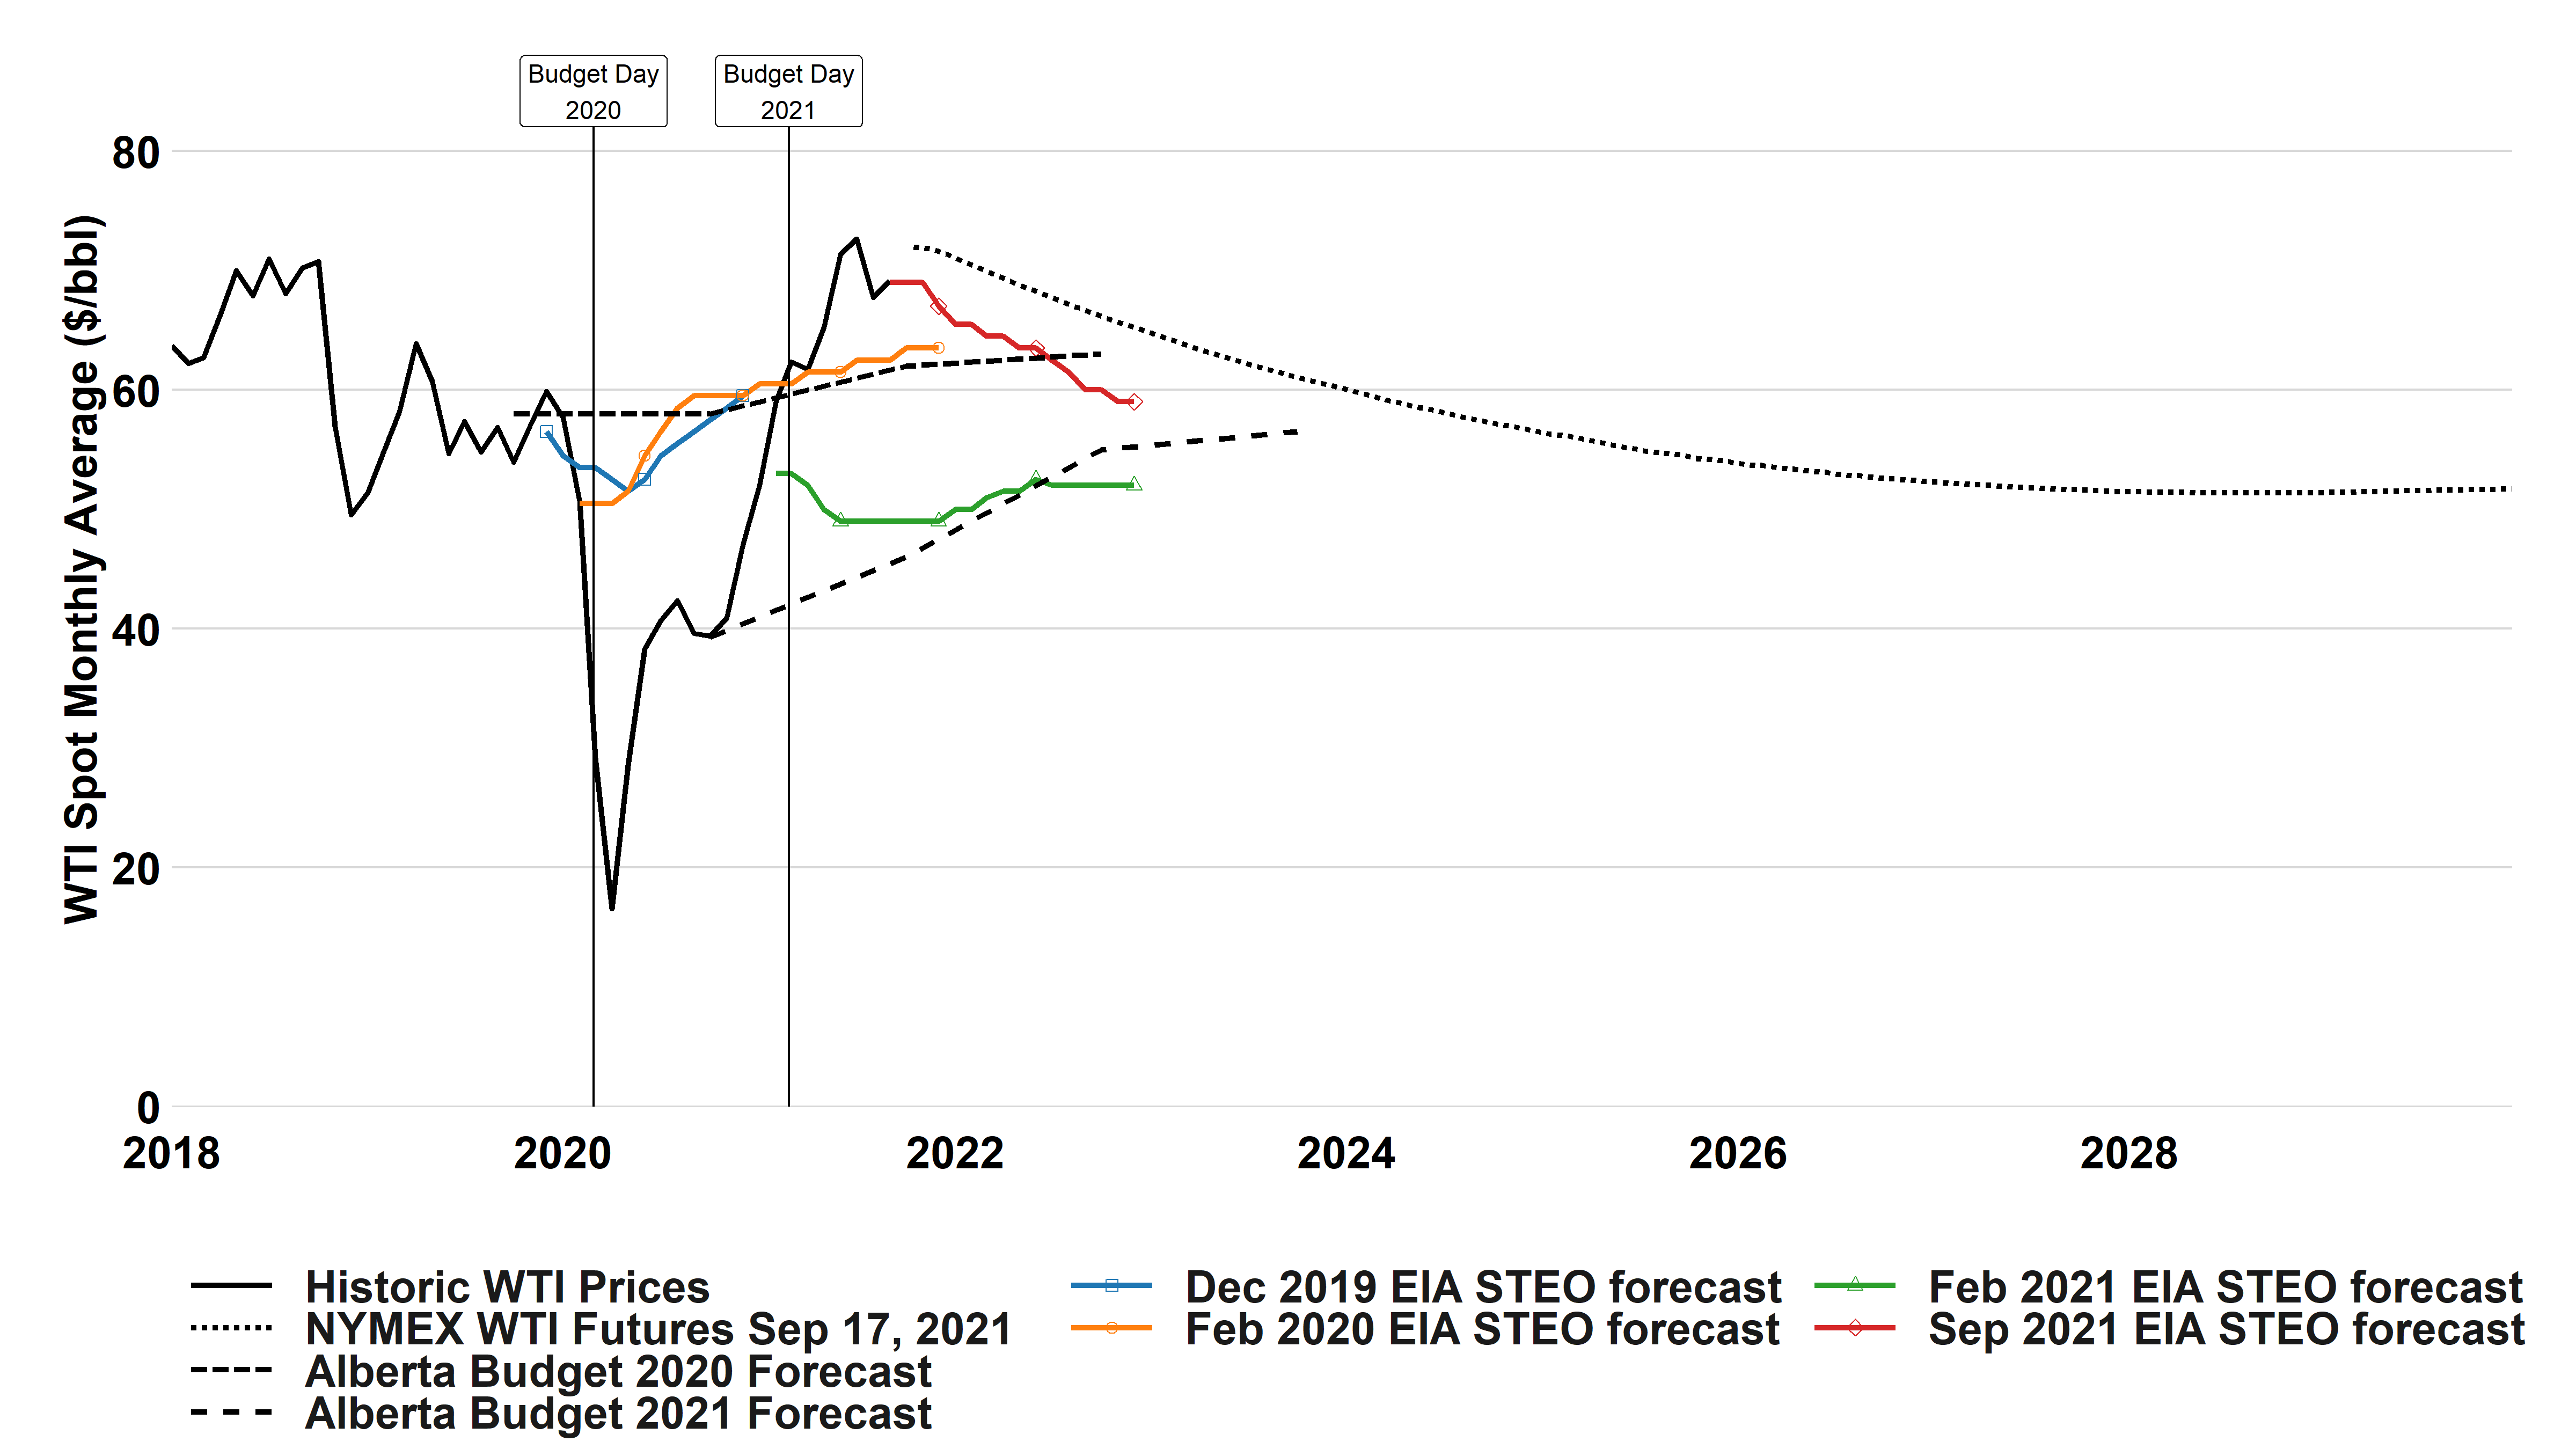 Budget Day
2020
Budget Day
2021
WTI Spot Monthly Average ($/bbl)
80
60
40
20
0
2018
2020
2022
2024
2026
2028
Historic WTI Prices
NYMEX WTI Futures Sep 17, 2021
Alberta Budget 2020 Forecast
Alberta Budget 2021 Forecast
Dec 2019 EIA STEO forecast
Feb 2020 EIA STEO forecast
Feb 2021 EIA STEO forecast
Sep 2021 EIA STEO forecast